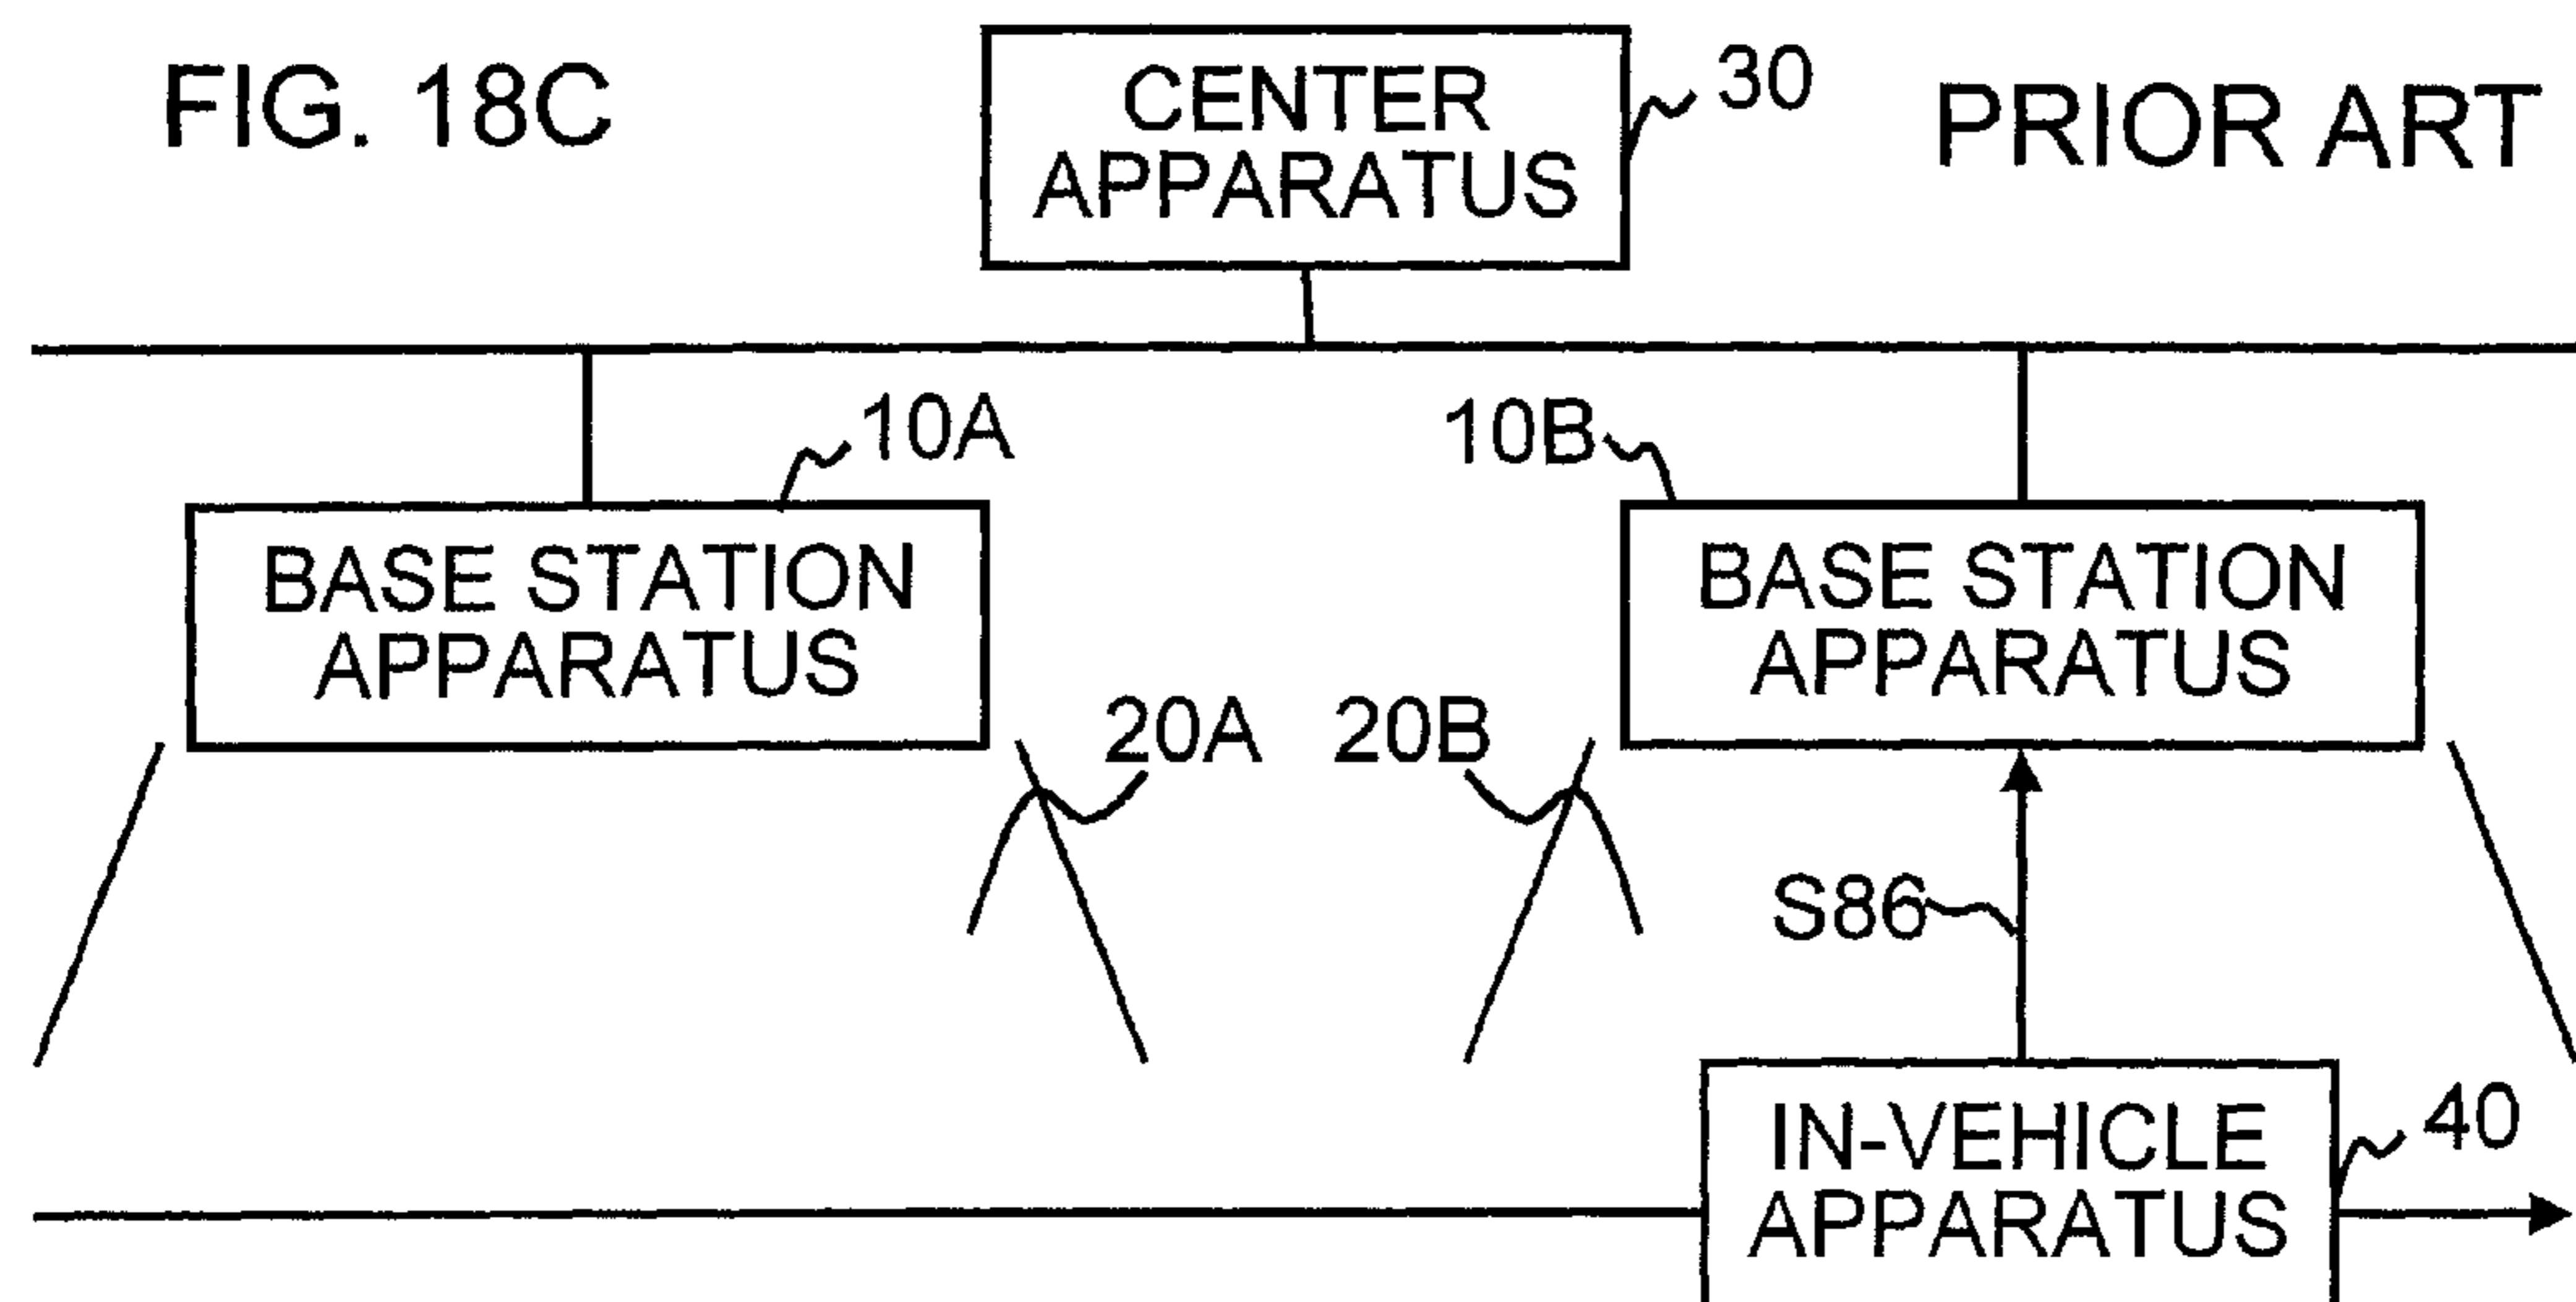 FIG. 18C
CENTER
APPARATUS
30
PRIOR ART
10A
10B
BASE STATION
APPARATUS
BASE STATION
APPARATUS
20A
20B
S86
IN-VEHICLE
APPARATUS
40